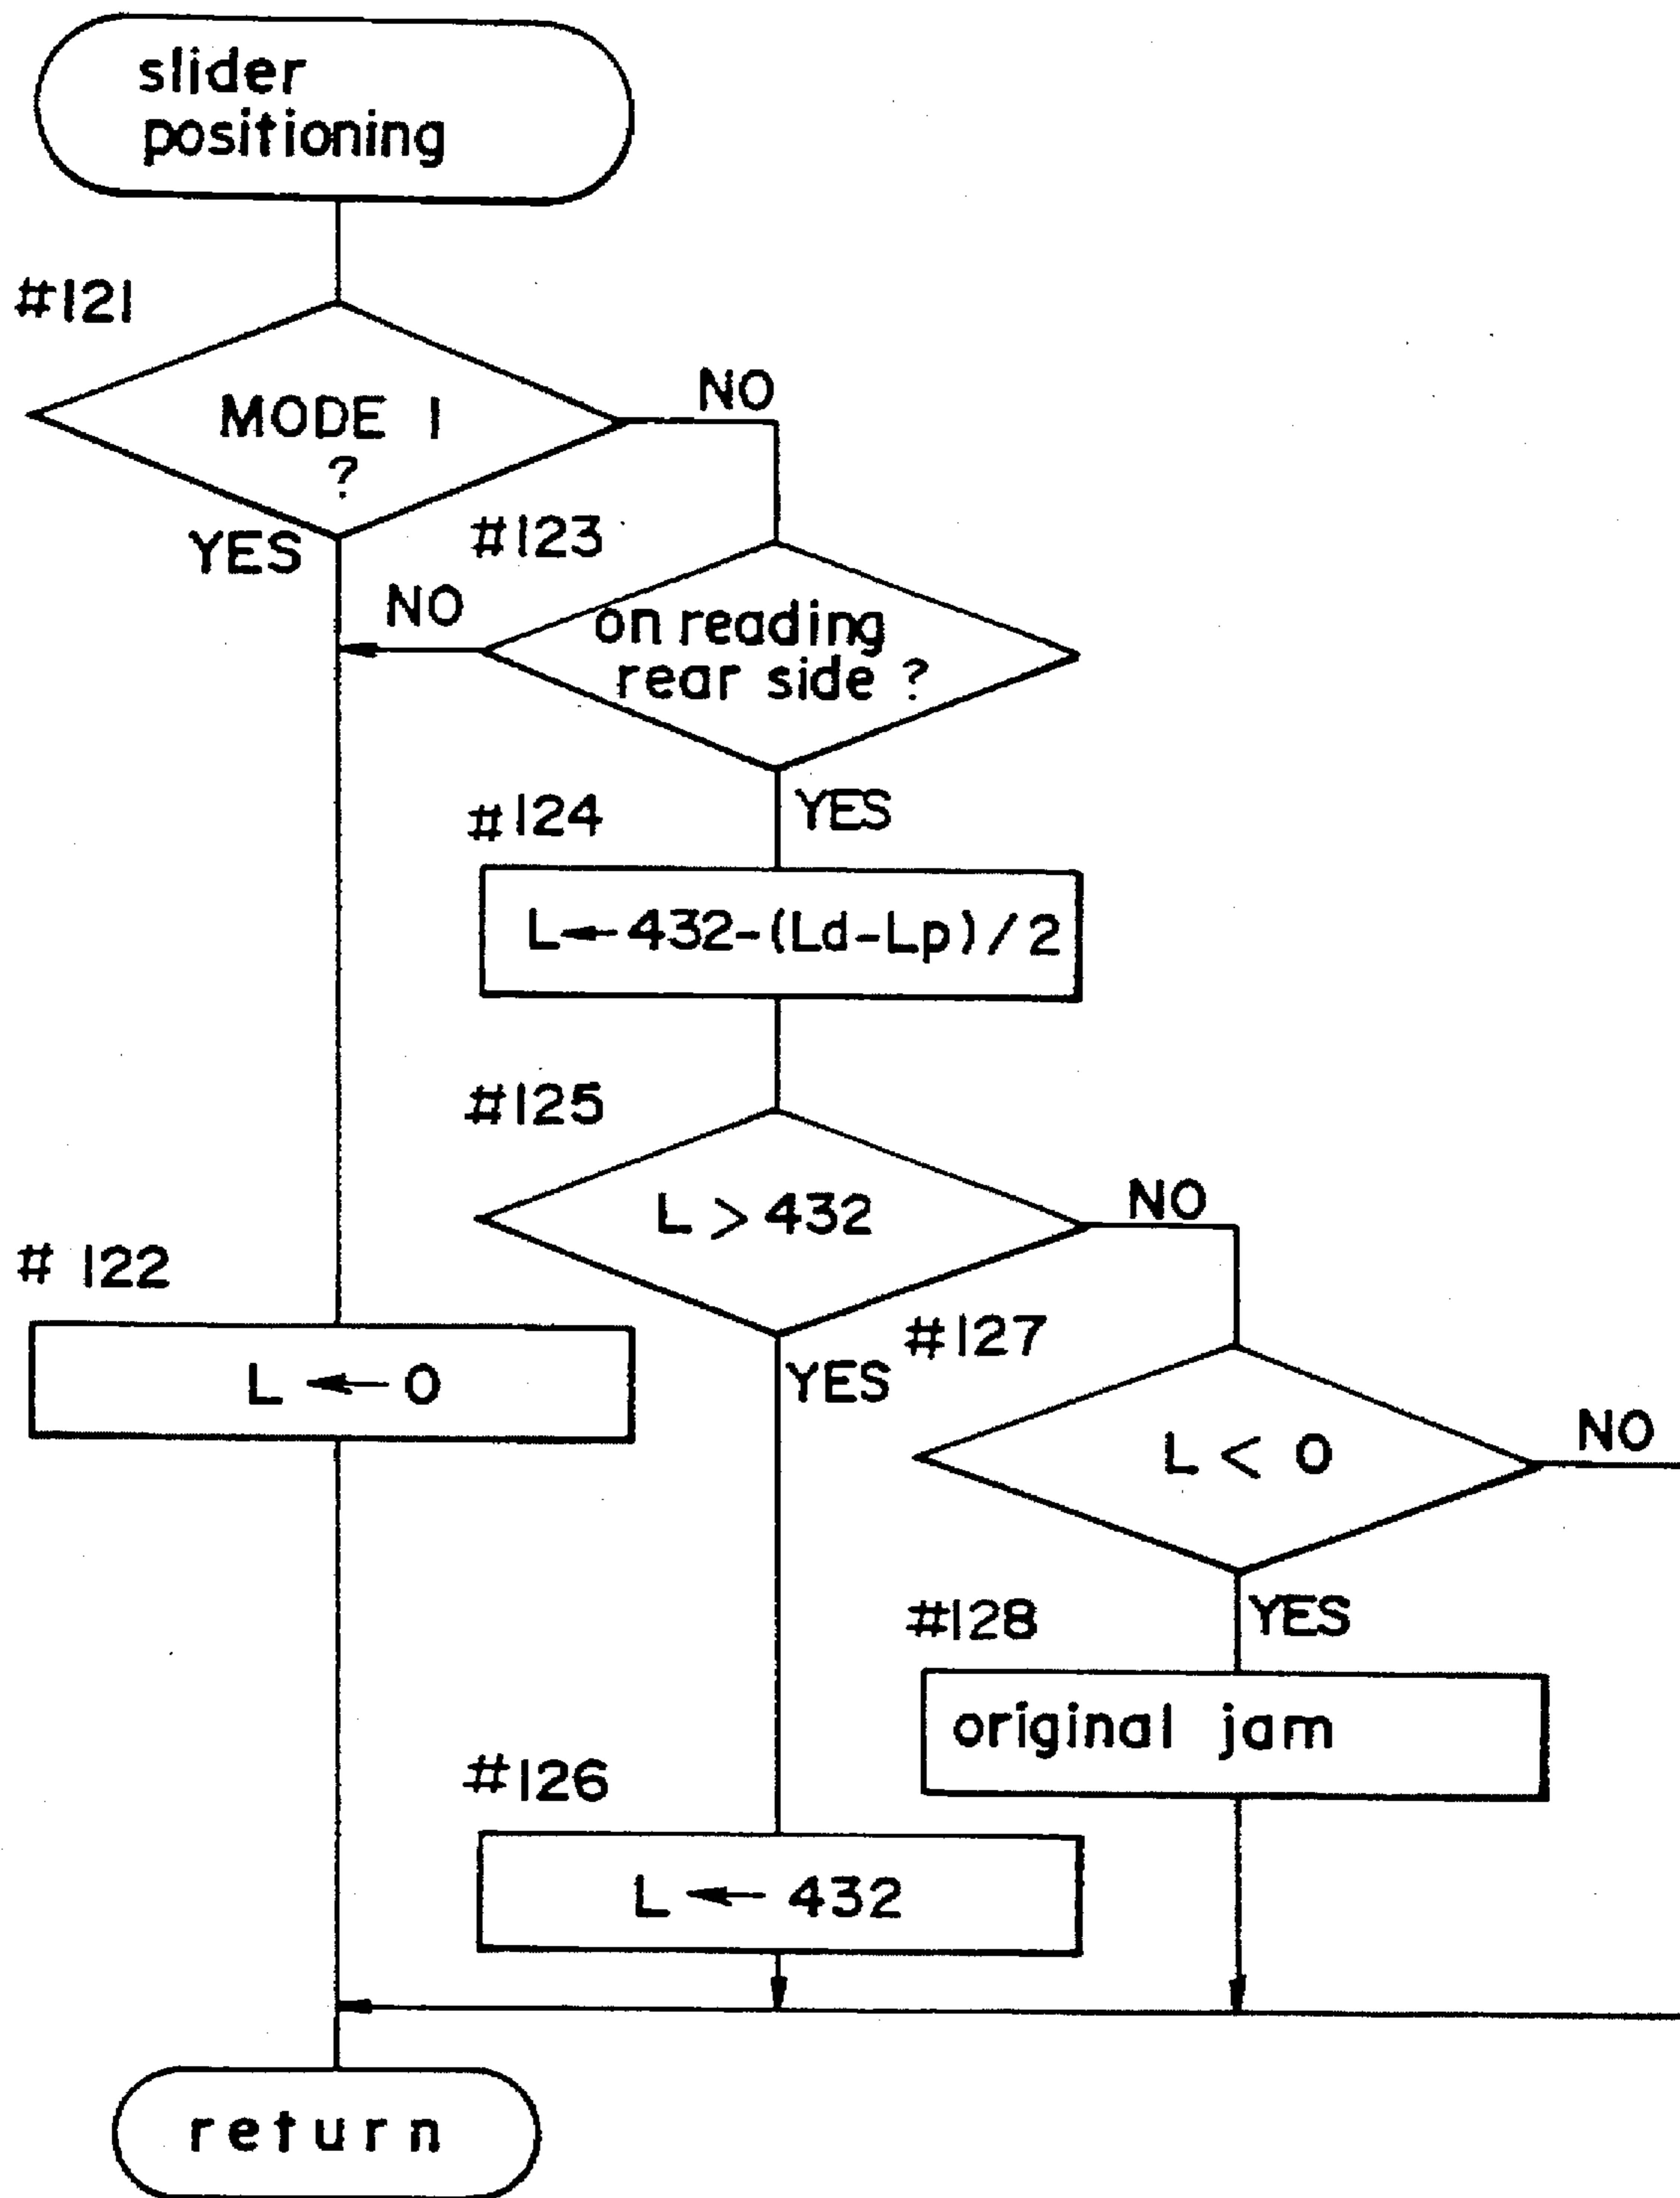 slider
positioning
#121
MODE 1
?
NO
YES
#123
NO
on reading
rear side ?
YES
#124
L←432-(Ld-Lp)/2
#125
L > 432
NO
YES
#122
L ← 0
#127
L < 0
NO
YES
#128
original jam
#126
L ← 432
return